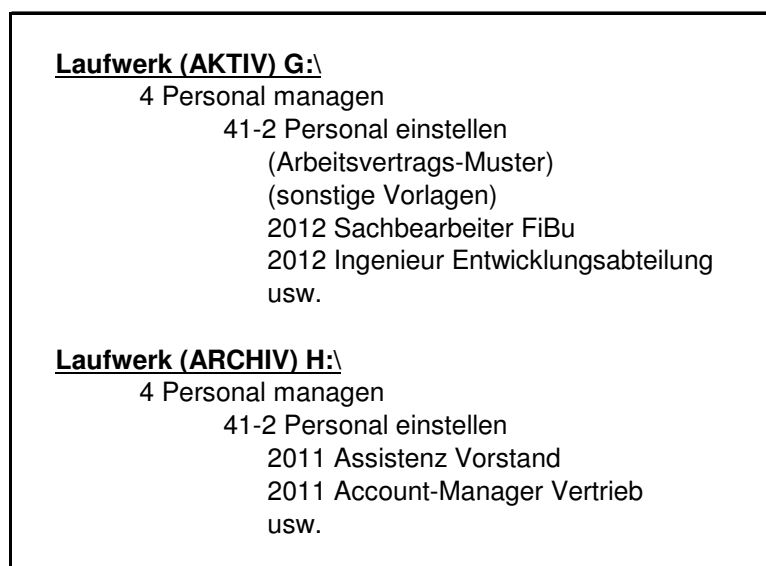 Laufwerk (AKTIV) G:\
4 Personal managen
41-2 Personal einstellen
(Arbeitsvertrags-Muster)
(sonstige Vorlagen)
2012 Sachbearbeiter FiBu
2012 Ingenieur Entwicklungsabteilung
usw.
Laufwerk (ARCHIV) H:\
4 Personal managen
41-2 Personal einstellen
2011 Assistenz Vorstand
2011 Account-Manager Vertrieb
usw.